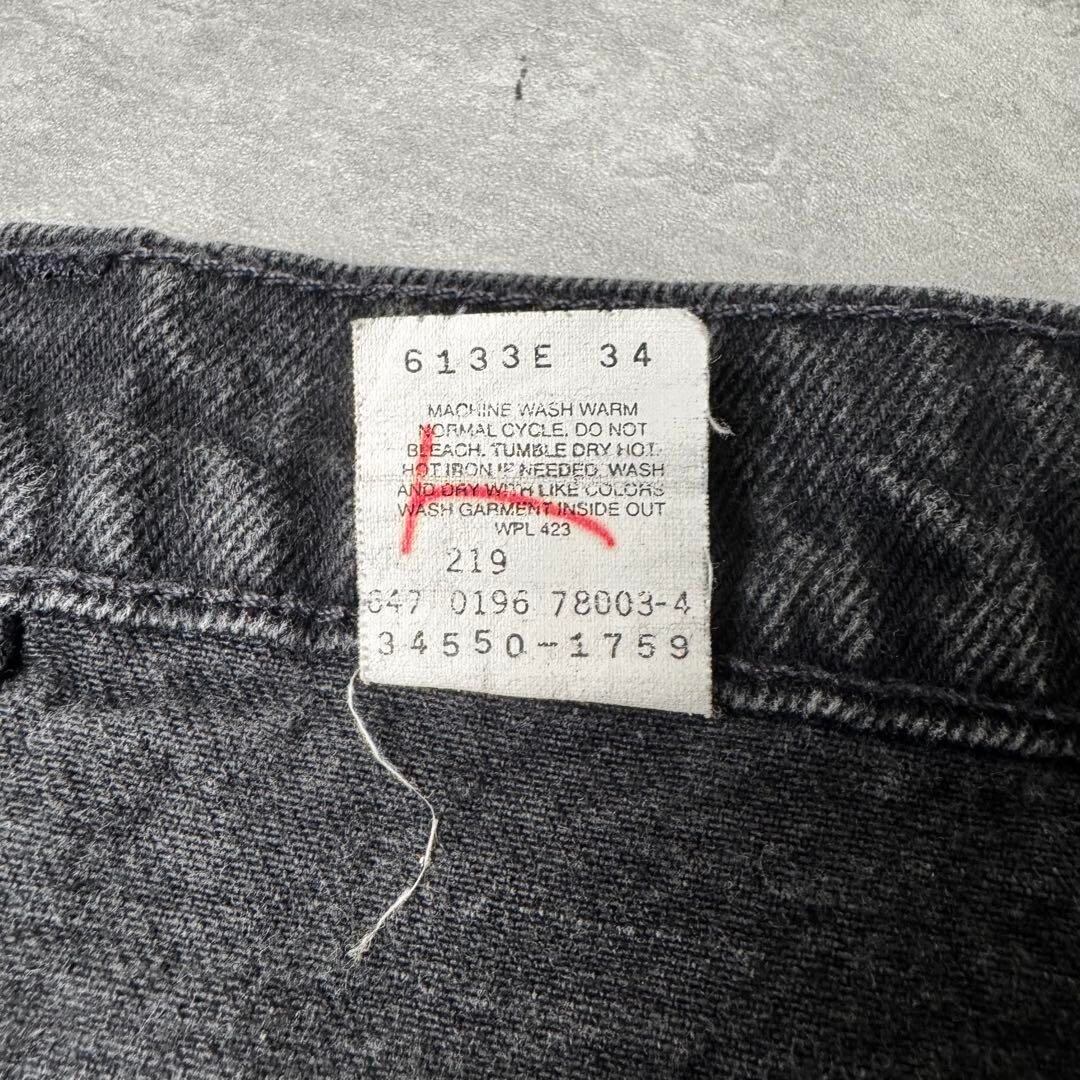 6133E 34
MACHINE WASH WARM
NORMAL CYCLE. DO NOT
BLEACH. TUMBLE DRY HOT.
HOT IRON IF NEEDED. WASH
AND DRY WITH LIKE COLORS
WASH GARMENT INSIDE OUT
WPL 423
219
647 0196 78003-4
34550-1759